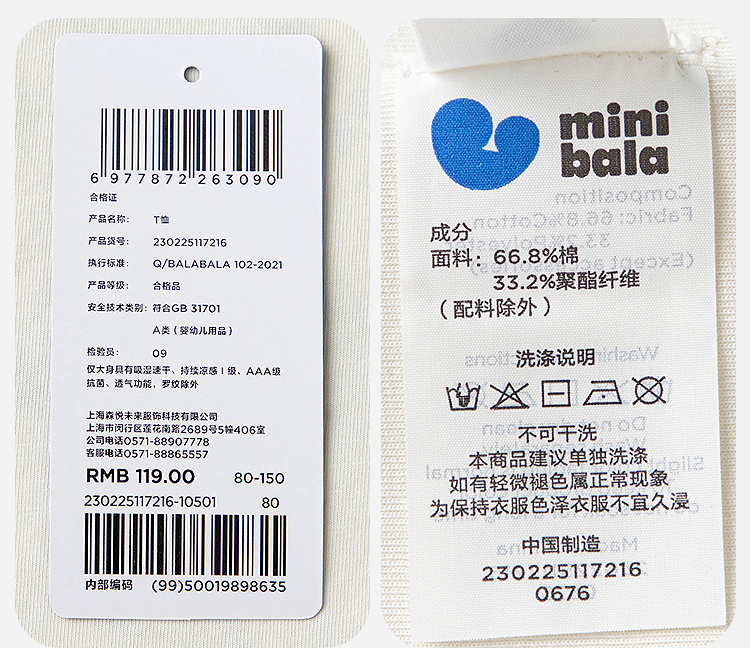 6 977872 263090
合格证
产品名称: T恤
产品货号: 230225117216
执行标准: Q/BALABALA 102-2021
产品等级: 合格品
安全技术类别: 符合GB 31701
A类（婴幼儿用品）
检验员: 09
仅大身具有吸湿速干、持续凉感Ⅰ级、AAA级
抗菌、透气功能，罗纹除外
上海森悦未来服饰科技有限公司
上海市闵行区莲花南路2689号5幢406室
公司电话0571-88907778
客服电话0571-88865557
RMB 119.00 80-150
230225117216-10501 80
内部编码 (99)50019898635
mini
bala
成分
面料: 66.8%棉
33.2%聚酯纤维
（配料除外）
洗涤说明
不可干洗
本商品建议单独洗涤
如有轻微褪色属正常现象
为保持衣服色泽衣服不宜久浸
中国制造
230225117216
0676
Composition
Fabric: 66.8%Cotton
33.2%Polyester
(Except accessories)